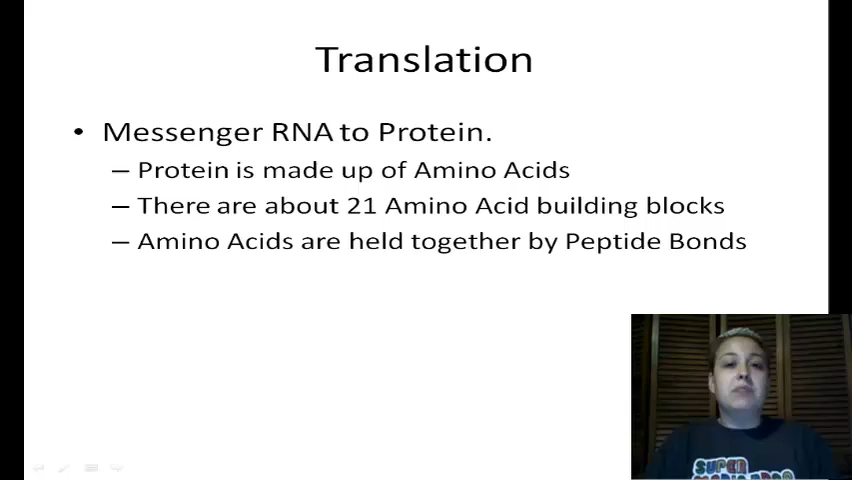 Translation
• Messenger RNA to Protein.
– Protein is made up of Amino Acids
– There are about 21 Amino Acid building blocks
– Amino Acids are held together by Peptide Bonds
SUPER